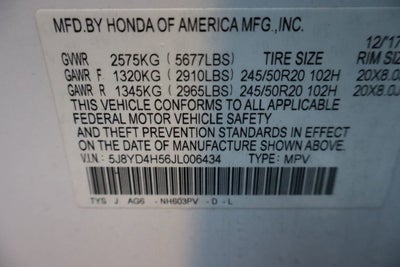 MFD.BY HONDA OF AMERICA MFG.,INC. 12/17
GVWR 2575KG (5677LBS) TIRE SIZE RIM SIZE
GAWR F 1320KG (2910LBS) 245/50R20 102H 20X8.0J
GAWR R 1345KG (2965LBS) 245/50R20 102H 20X8.0J
THIS VEHICLE CONFORMS TO ALL APPLICABLE
FEDERAL MOTOR VEHICLE SAFETY
AND THEFT PREVENTION STANDARDS IN EFFECT
ON THE DATE OF MANUFACTURE SHOWN ABOVE.
V.I.N.: 5J8YD4H56JL006434 TYPE: MPV
TYS J AG6 - NH603PV - D - L